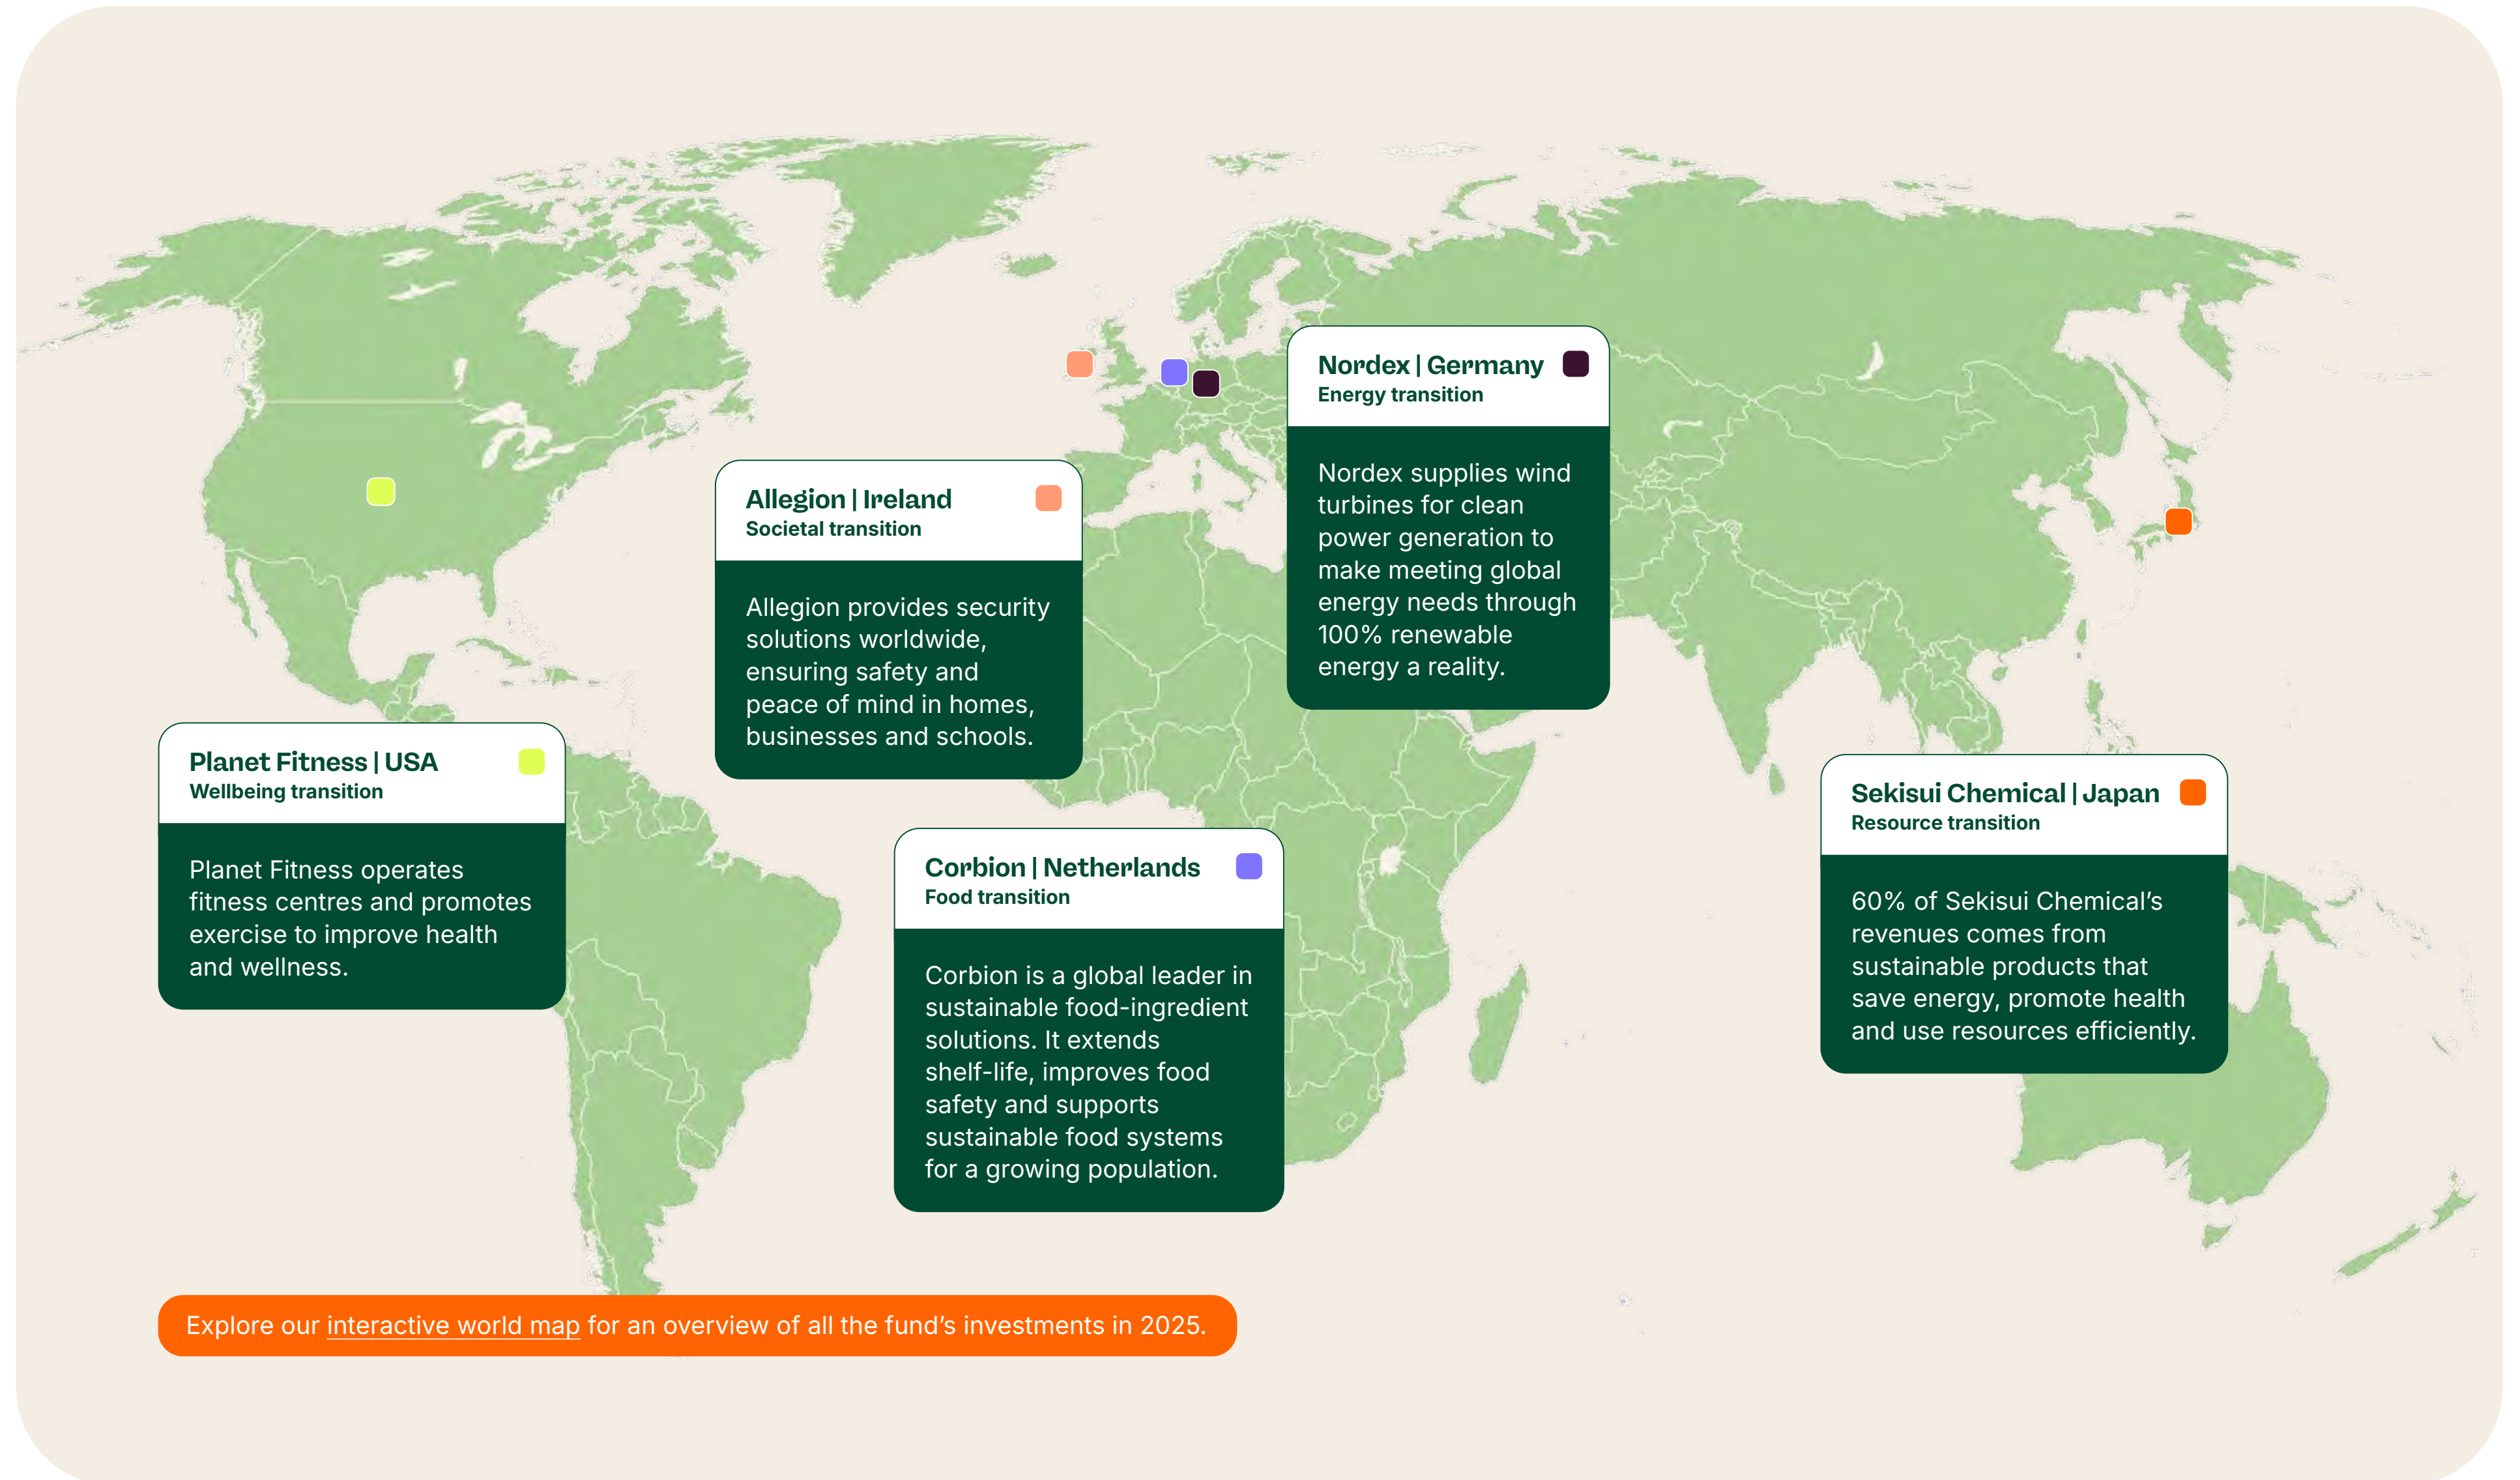 Nordex | Germany
Energy transition
Nordex supplies wind
turbines for clean
power generation to
make meeting global
energy needs through
100% renewable
energy a reality.
Allegion | Ireland
Societal transition
Allegion provides security
solutions worldwide,
ensuring safety and
peace of mind in homes,
businesses and schools.
Planet Fitness | USA
Wellbeing transition
Planet Fitness operates
fitness centres and promotes
exercise to improve health
and wellness.
Sekisui Chemical | Japan
Resource transition
60% of Sekisui Chemical’s
revenues comes from
sustainable products that
save energy, promote health
and use resources efficiently.
Corbion | Netherlands
Food transition
Corbion is a global leader in
sustainable food-ingredient
solutions. It extends
shelf-life, improves food
safety and supports
sustainable food systems
for a growing population.
Explore our interactive world map for an overview of all the fund’s investments in 2025.